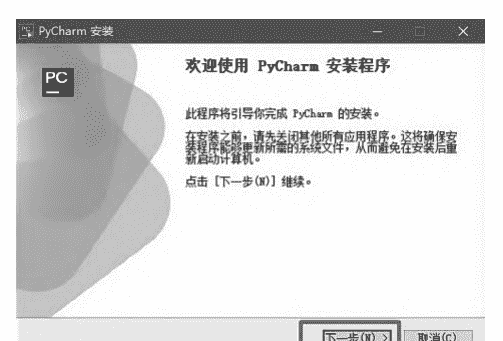 PyCharm 安装
PC
欢迎使用 PyCharm 安装程序
此程序将引导你完成 PyCharm 的安装。
在安装之前，请先关闭其他所有应用程序。这将确保安
装程序能够更新所需的系统文件，从而避免在安装后重
新启动计算机。
点击 [下一步(N)] 继续。
下一步(N) > 取消(C)